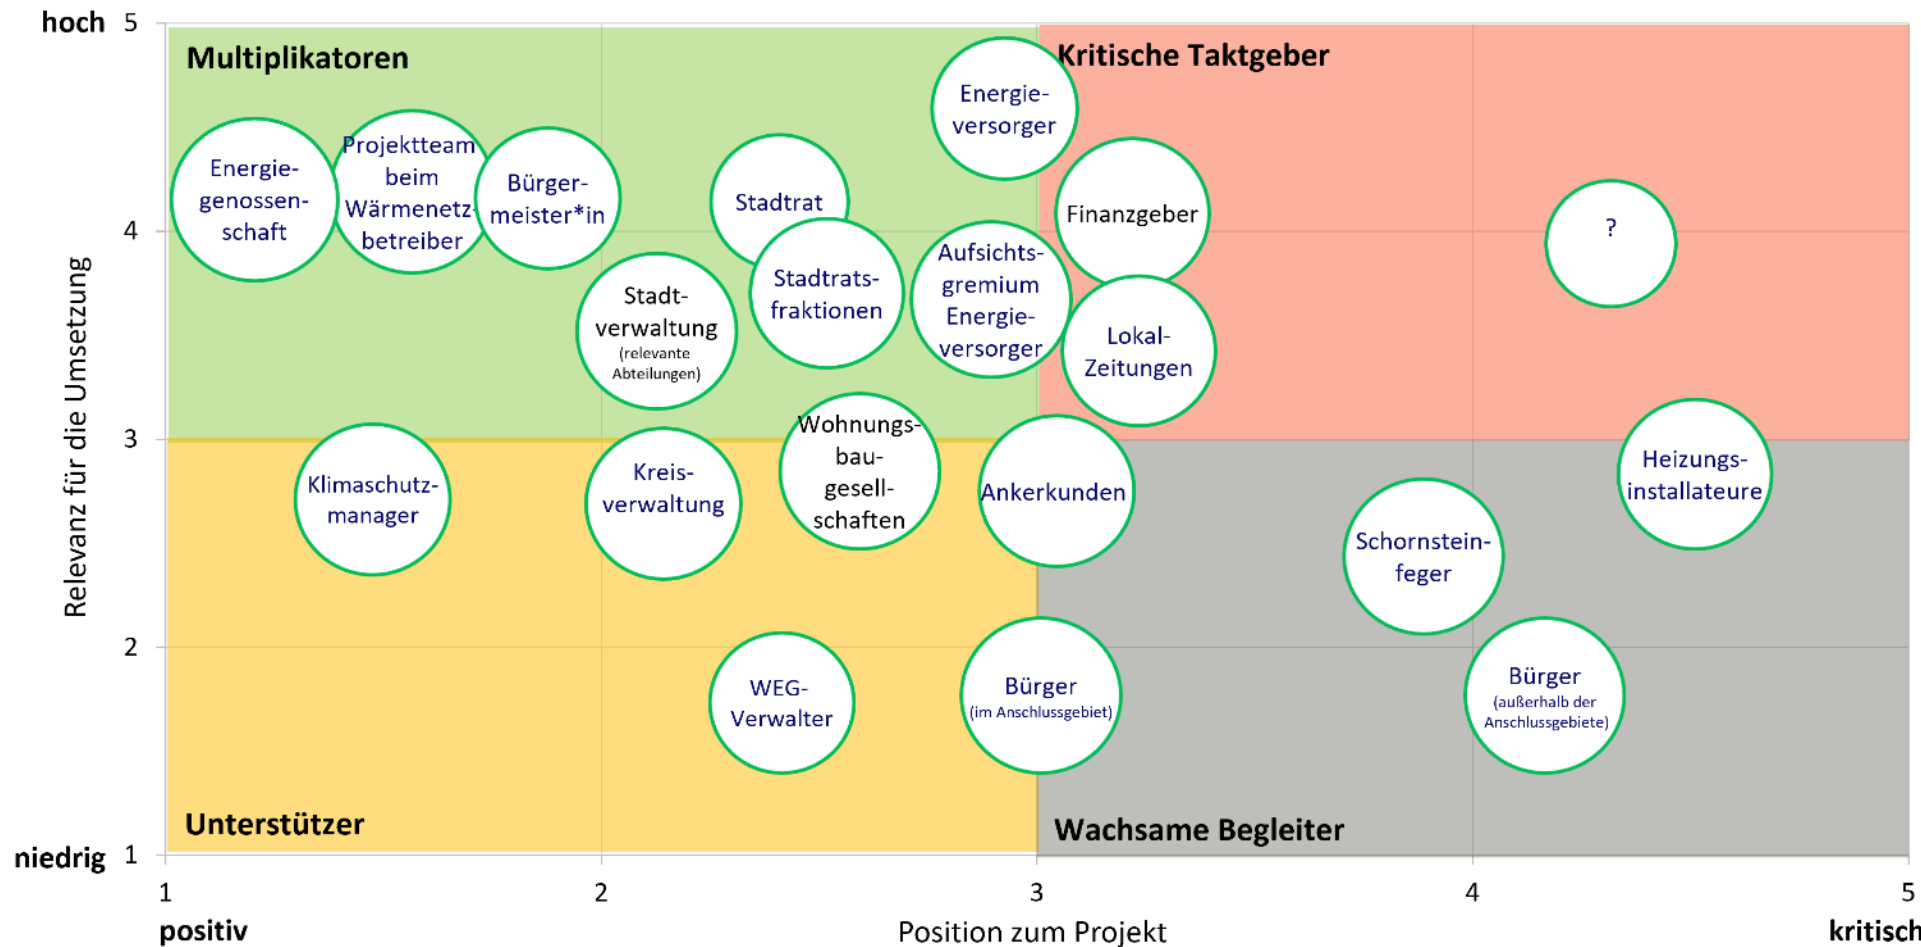 hoch 5
Multiplikatoren
Kritische Taktgeber
Energie-
versorger
Energie-
genossen-
schaft
Projektteam
beim
Wärmenetz-
betreiber
Bürger-
meister*in
Stadtrat
Finanzgeber
?
4
Stadt-
verwaltung
(relevante
Abteilungen)
Stadtrats-
fraktionen
Aufsichts-
gremium
Energie-
versorger
Lokal-
Zeitungen
Relevanz für die Umsetzung
3
Klimaschutz-
manager
Kreis-
verwaltung
Wohnungs-
bau-
gesell-
schaften
Ankerkunden
Schornstein-
feger
Heizungs-
installateure
2
WEG-
Verwalter
Bürger
(im Anschlussgebiet)
Bürger
(außerhalb der
Anschlussgebiete)
Unterstützer
Wachsame Begleiter
niedrig 1
1 2 3 4 5
positiv Position zum Projekt kritisch